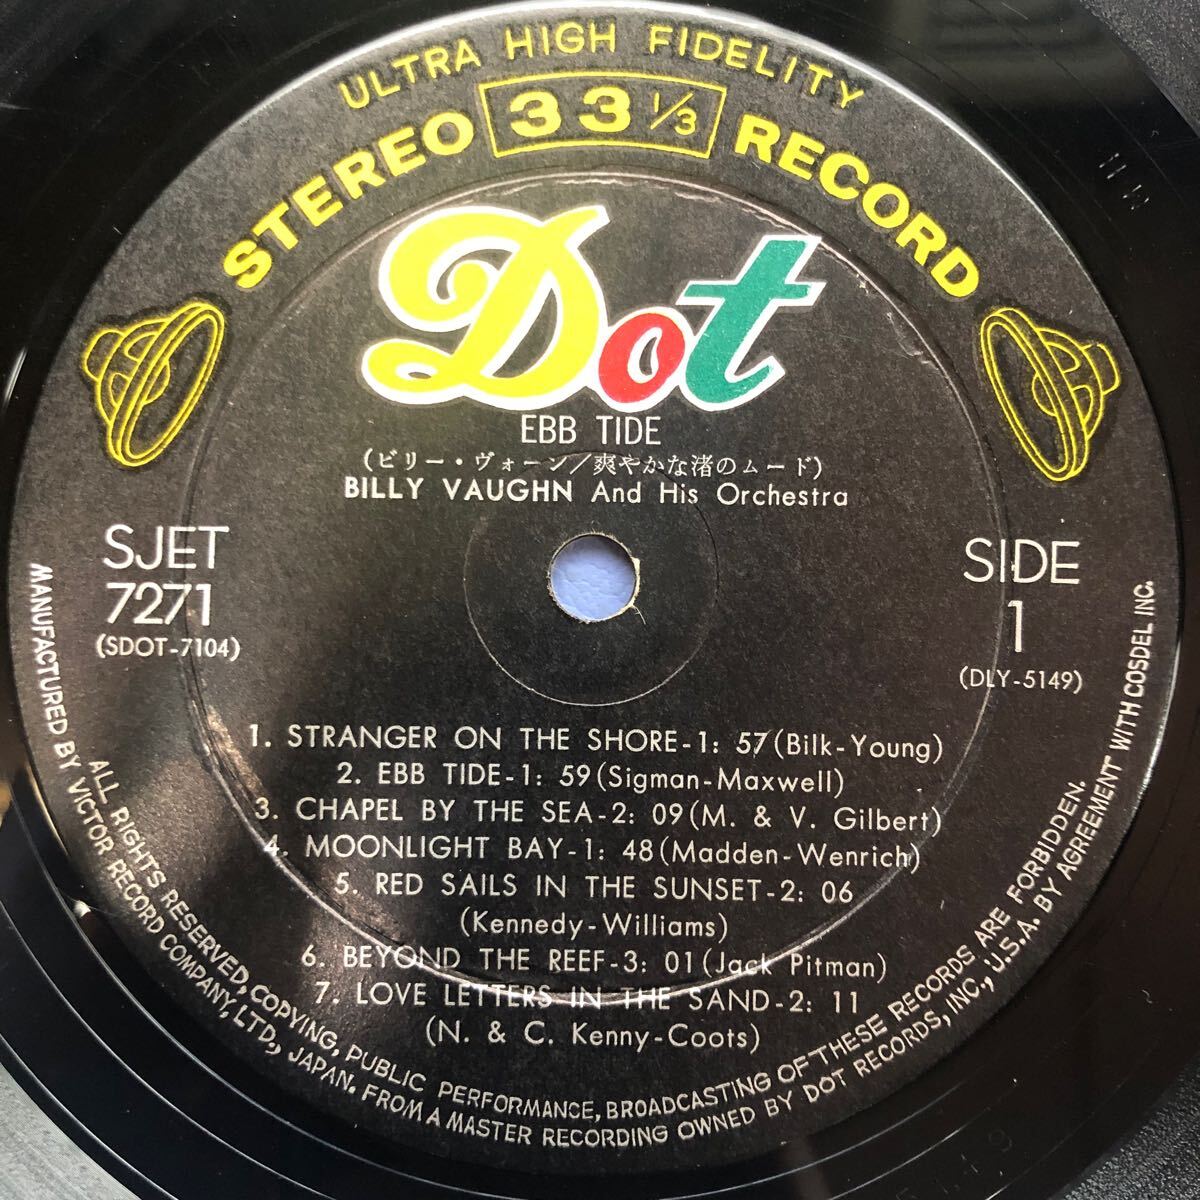 ULTRA HIGH FIDELITY
STEREO 33 1/3 RECORD
Dot
EBB TIDE
(ビリー・ヴォーン/爽やかな渚のムード)
BILLY VAUGHN And His Orchestra
SJET
7271
(SDOT-7104)
SIDE
1
(DLY-5149)
1. STRANGER ON THE SHORE-1: 57(Bilk-Young)
2. EBB TIDE-1: 59(Sigman-Maxwell)
3. CHAPEL BY THE SEA-2: 09(M. & V. Gilbert)
4. MOONLIGHT BAY-1: 48(Madden-Wenrich)
5. RED SAILS IN THE SUNSET-2: 06
(Kennedy-Williams)
6. BEYOND THE REEF-3: 01(Jack Pitman)
7. LOVE LETTERS IN THE SAND-2: 11
(N. & C. Kenny-Coots)
ALL RIGHTS RESERVED, COPYING, PUBLIC PERFORMANCE, BROADCASTING OF THESE RECORDS ARE FORBIDDEN.
MANUFACTURED BY VICTOR RECORD COMPANY, LTD., JAPAN. FROM A MASTER RECORDING OWNED BY DOT RECORDS, INC., U.S.A. BY AGREEMENT WITH COSDEL INC.